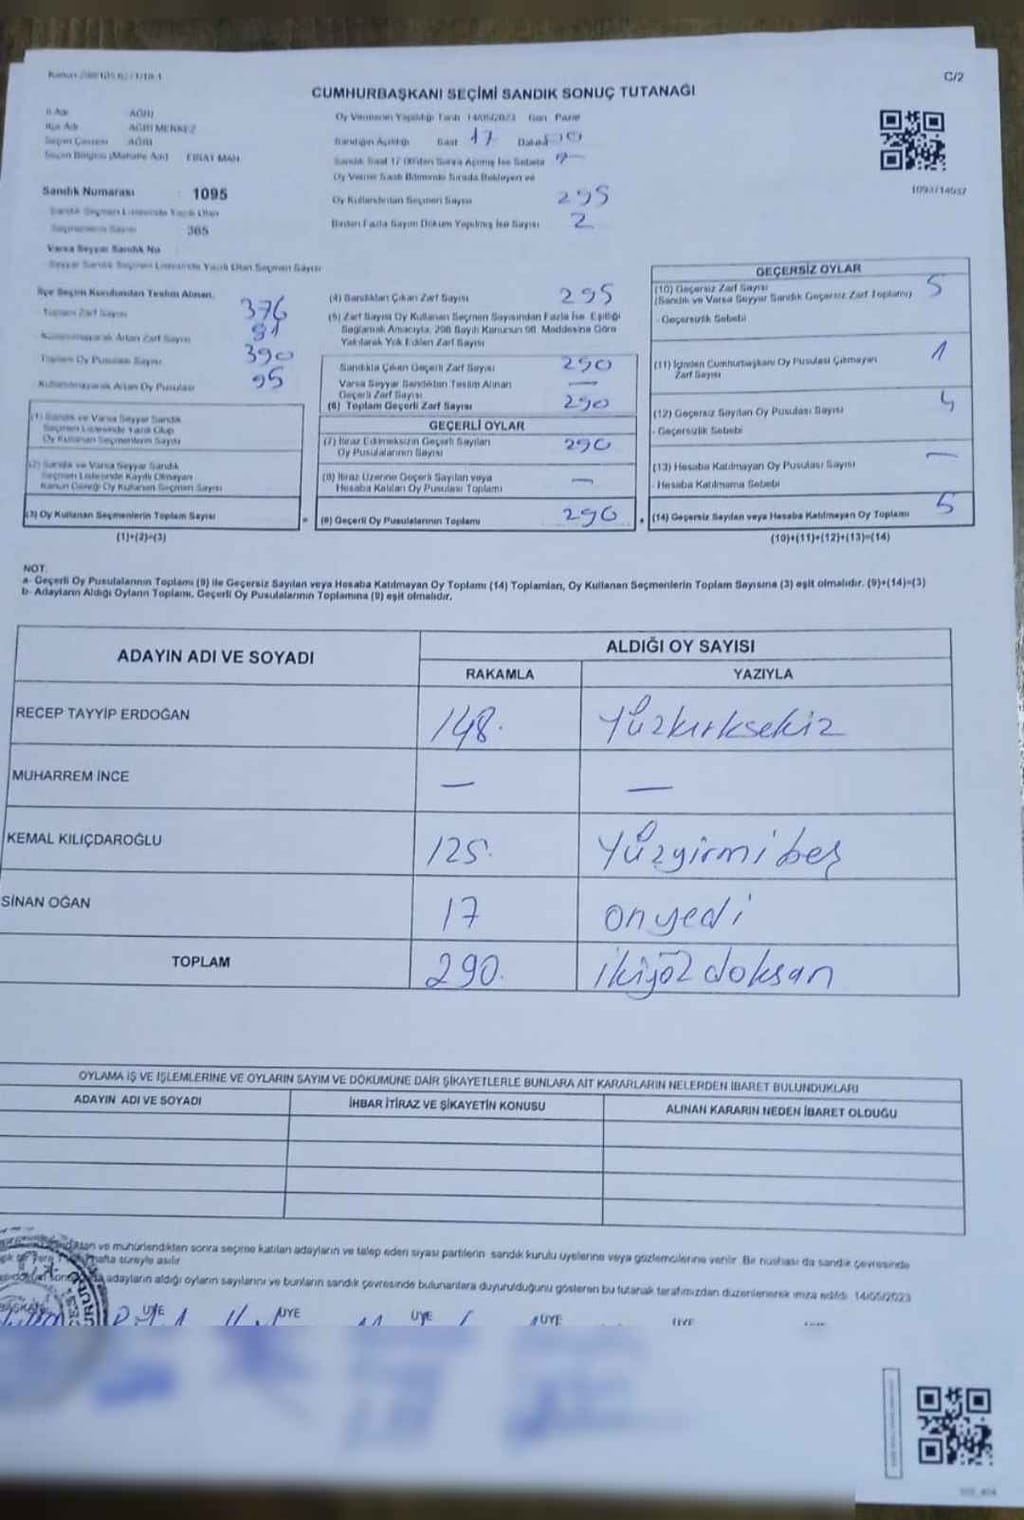 C/2
CUMHURBAŞKANI SEÇİMİ SANDIK SONUÇ TUTANAĞI
İl Adı AĞRI
İlçe Adı AĞRI MERKEZ
Seçim Çevresi AĞRI
Seçim Bölgesi (Mahalle Adı) FIRAT MAH
Sandık Numarası 1095
Sandık Seçmen Listesinde Yazılı Olan
Seçmenlerin Sayısı 365
Varsa Seyyar Sandık No
Seyyar Sandık Seçmen Listesinde Yazılı Olan Seçmen Sayısı
Oy Vermenin Yapıldığı Tarih 14/05/2023 Gün Pazar
Sandığın Açıldığı Saat 17 Dakika
Sandık Saat 17:00'den Sonra Açılmış İse Sebebi
Oy Verme Saati Bitiminde Sırada Bekleyen ve
Oy Kullandırılan Seçmen Sayısı 295
Birden Fazla Sayım Döküm Yapılmış İse Sayısı 2
İlçe Seçim Kurulundan Teslim Alınan
Toplam Zarf Sayısı 376
Kullanılmayarak Artan Zarf Sayısı 81
Toplam Oy Pusulası Sayısı 390
Kullanılmayarak Artan Oy Pusulası 95
(1) Sandık ve Varsa Seyyar Sandık
Seçmen Listesinde Yazılı Olup
Oy Kullanan Seçmenlerin Sayısı
(2) Sandık ve Varsa Seyyar Sandık
Seçmen Listesinde Kayıtlı Olmayan
Kanun Gereği Oy Kullanan Seçmen Sayısı
(3) Oy Kullanan Seçmenlerin Toplam Sayısı
(1)+(2)=(3)
(4) Sandıktan Çıkan Zarf Sayısı 295
(5) Zarf Sayısı Oy Kullanan Seçmen Sayısından Fazla İse, Eşitliği
Sağlamak Amacıyla, 298 Sayılı Kanunun 98. Maddesine Göre
Yakılarak Yok Edilen Zarf Sayısı
Sandıkta Çıkan Geçerli Zarf Sayısı 290
Varsa Seyyar Sandıktan Teslim Alınan
Geçerli Zarf Sayısı —
(6) Toplam Geçerli Zarf Sayısı 290
GEÇERLİ OYLAR
(7) İtiraz Edilmeksizin Geçerli Sayılan
Oy Pusulalarının Sayısı 290
(8) İtiraz Üzerine Geçerli Sayılan veya
Hesaba Katılan Oy Pusulası Toplamı —
(9) Geçerli Oy Pusulalarının Toplamı 290
GEÇERSİZ OYLAR
(10) Geçersiz Zarf Sayısı 5
(Sandık ve Varsa Seyyar Sandık Geçersiz Zarf Toplamı)
- Geçersizlik Sebebi
(11) İçinden Cumhurbaşkanı Oy Pusulası Çıkmayan 1
Zarf Sayısı
(12) Geçersiz Sayılan Oy Pusulası Sayısı 4
- Geçersizlik Sebebi
(13) Hesaba Katılmayan Oy Pusulası Sayısı —
- Hesaba Katılmama Sebebi
(14) Geçersiz Sayılan veya Hesaba Katılmayan Oy Toplamı 5
(10)+(11)+(12)+(13)=(14)
NOT:
a- Geçerli Oy Pusulalarının Toplamı (9) ile Geçersiz Sayılan veya Hesaba Katılmayan Oy Toplamı (14) Toplamları, Oy Kullanan Seçmenlerin Toplam Sayısına (3) eşit olmalıdır. (9)+(14)=(3)
b- Adayların Aldığı Oyların Toplamı, Geçerli Oy Pusulalarının Toplamına (9) eşit olmalıdır.
ADAYIN ADI VE SOYADI ALDIĞI OY SAYISI
RAKAMLA YAZIYLA
RECEP TAYYİP ERDOĞAN 148. Yüzkırksekiz
MUHARREM İNCE — —
KEMAL KILIÇDAROĞLU 125. Yüzyirmi beş
SİNAN OĞAN 17 on yedi
TOPLAM 290. ikiyüz doksan
OYLAMA İŞ VE İŞLEMLERİNE VE OYLARIN SAYIM VE DÖKÜMÜNE DAİR ŞİKAYETLERLE BUNLARA AİT KARARLARIN NELERDEN İBARET BULUNDUKLARI
ADAYIN ADI VE SOYADI İHBAR İTİRAZ VE ŞİKAYETİN KONUSU ALINAN KARARIN NEDEN İBARET OLDUĞU
ve mühürlendikten sonra seçime katılan adayların ve talep eden siyasi partilerin sandık kurulu üyelerine veya gözlemcilerine verilir. Bir nüshası da sandık çevresinde
hafta süreyle asılır
adayların aldığı oyların sayılarını ve bunların sandık çevresinde bulunanlara duyurulduğunu gösteren bu tutanak tarafımızdan düzenlenerek imza edildi. 14/05/2023
BAŞKAN ÜYE ÜYE ÜYE ÜYE ÜYE